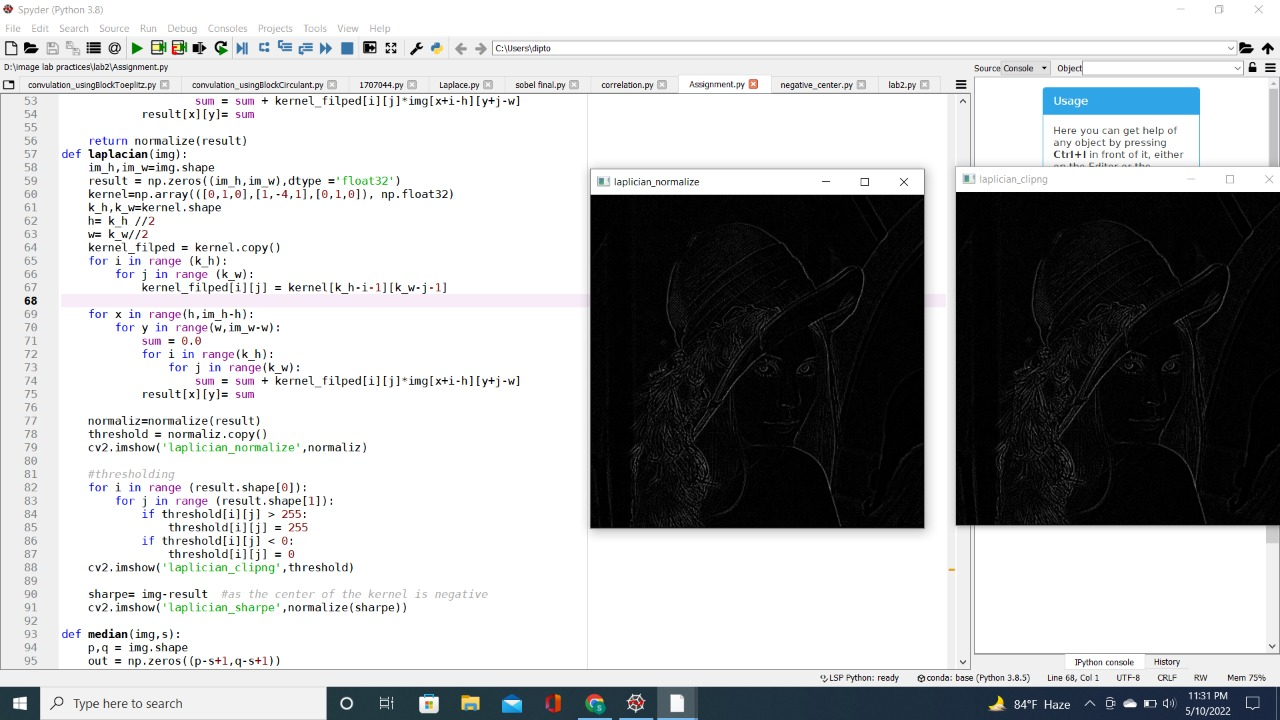 Spyder (Python 3.8)
File Edit Search Source Run Debug Consoles Projects Tools View Help
C:\Users\dipto
D:\image lab practices\lab2\Assignment.py
convulation_usingBlockToeplitz.py convulation_usingBlockCirculant.py 1707044.py Laplace.py sobel final.py correlation.py Assignment.py negative_center.py lab2.py
Source Console Object
Usage
Here you can get help of
any object by pressing
Ctrl+I in front of it, either
on the Editor or the
53 sum = sum + kernel_filped[i][j]*img[x+i-h][y+j-w]
54 result[x][y]= sum
55
56 return normalize(result)
57 def laplacian(img):
58 im_h,im_w=img.shape
59 result = np.zeros((im_h,im_w),dtype ='float32')
60 kernel=np.array(([0,1,0],[1,-4,1],[0,1,0]), np.float32)
61 k_h,k_w=kernel.shape
62 h= k_h //2
63 w= k_w//2
64 kernel_filped = kernel.copy()
65 for i in range (k_h):
66 for j in range (k_w):
67 kernel_filped[i][j] = kernel[k_h-i-1][k_w-j-1]
68
69 for x in range(h,im_h-h):
70 for y in range(w,im_w-w):
71 sum = 0.0
72 for i in range(k_h):
73 for j in range(k_w):
74 sum = sum + kernel_filped[i][j]*img[x+i-h][y+j-w]
75 result[x][y]= sum
76
77 normaliz=normalize(result)
78 threshold = normaliz.copy()
79 cv2.imshow('laplician_normalize',normaliz)
80
81 #thresholding
82 for i in range (result.shape[0]):
83 for j in range (result.shape[1]):
84 if threshold[i][j] > 255:
85 threshold[i][j] = 255
86 if threshold[i][j] < 0:
87 threshold[i][j] = 0
88 cv2.imshow('laplician_clipng',threshold)
89
90 sharpe= img-result #as the center of the kernel is negative
91 cv2.imshow('laplician_sharpe',normalize(sharpe))
92
93 def median(img,s):
94 p,q = img.shape
95 out = np.zeros((p-s+1,q-s+1))
laplician_normalize
laplician_clipng
IPython console History
LSP Python: ready conda: base (Python 3.8.5) Line 68, Col 1 UTF-8 CRLF RW Mem 75%
Type here to search
84°F Haze
11:31 PM
5/10/2022